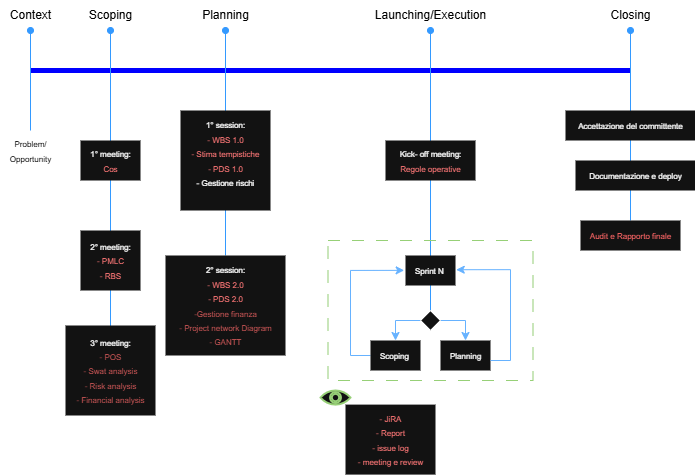 Context
Scoping
Planning
Launching/Execution
Closing
Problem/
Opportunity
1° meeting:
Cos
2° meeting:
- PMLC
- RBS
3° meeting:
- POS
- Swat analysis
- Risk analysis
- Financial analysis
1° session:
- WBS 1.0
- Stima tempistiche
- PDS 1.0
- Gestione rischi
2° session:
- WBS 2.0
- PDS 2.0
-Gestione finanza
- Project network Diagram
- GANTT
Kick- off meeting:
Regole operative
Sprint N
Scoping
Planning
- JiRA
- Report
- issue log
- meeting e review
Accettazione del committente
Documentazione e deploy
Audit e Rapporto finale